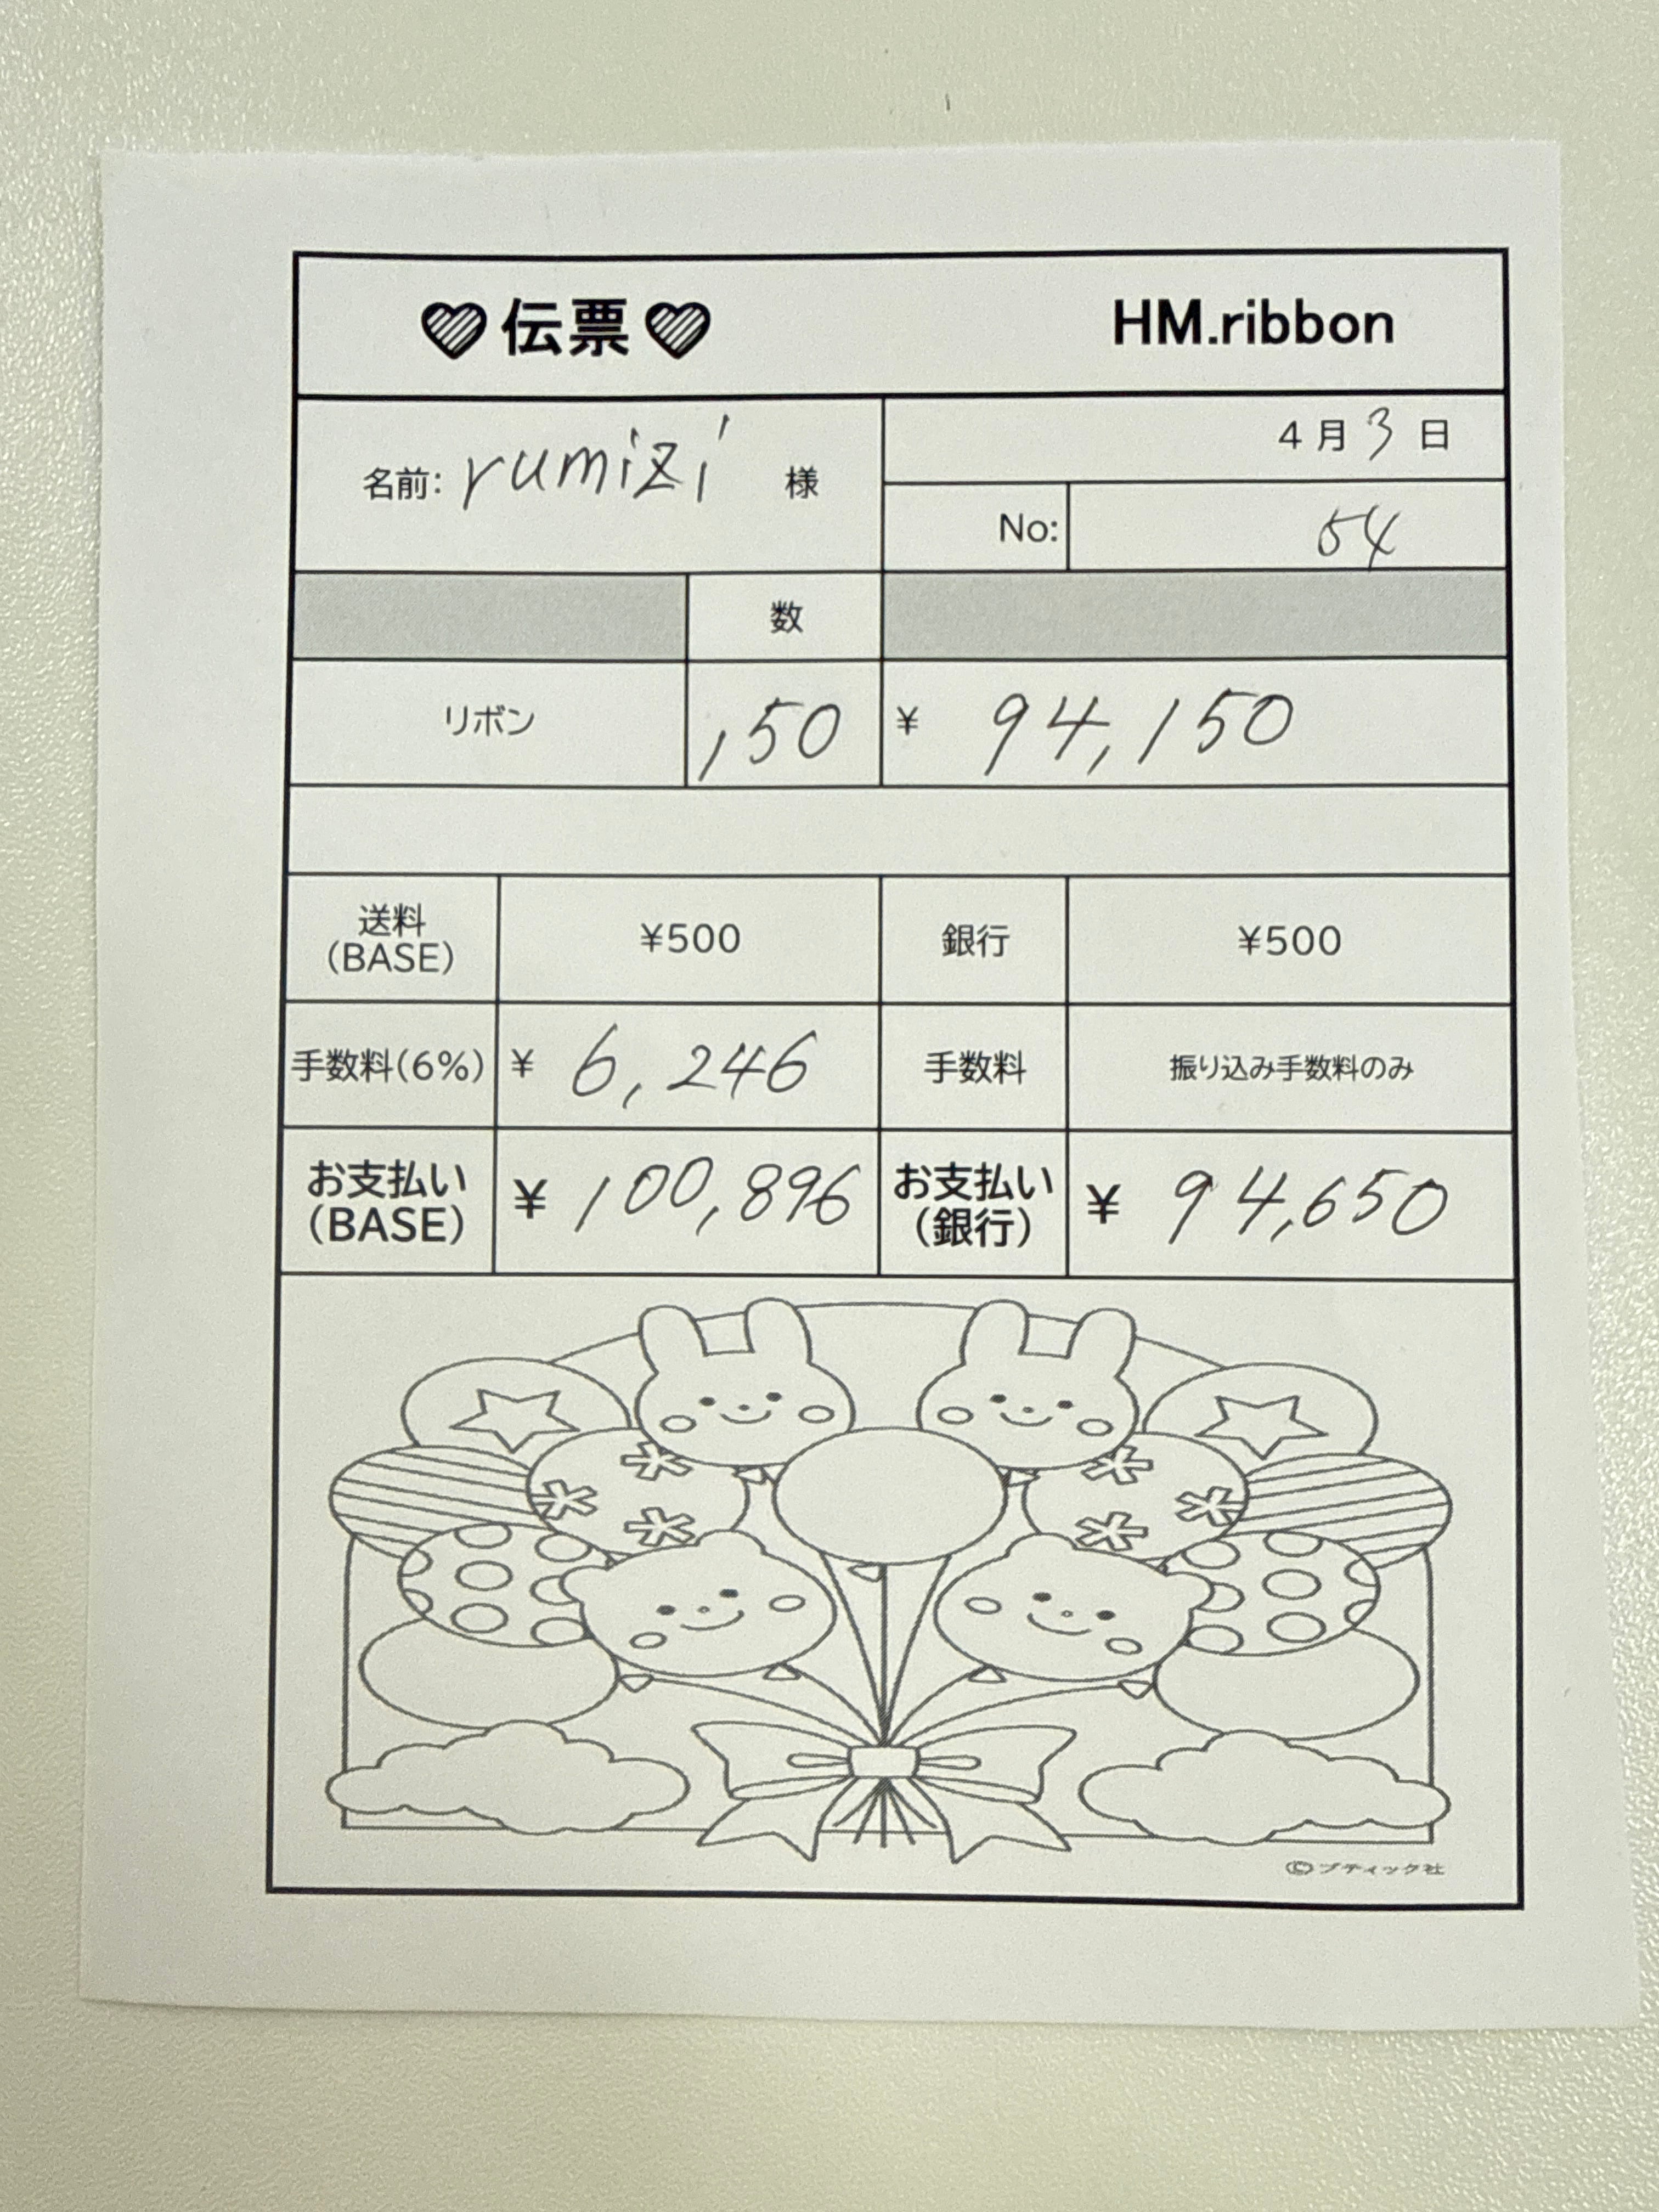 ♥伝票♥ HM.ribbon
名前: rumizi 様
4月3日
No: 54
数
リボン ,50 ¥ 94,150
送料(BASE) ¥500 銀行 ¥500
手数料(6%) ¥ 6,246 手数料 振り込み手数料のみ
お支払い(BASE) ¥ 100,896 お支払い(銀行) ¥ 94,650
©ブティック社